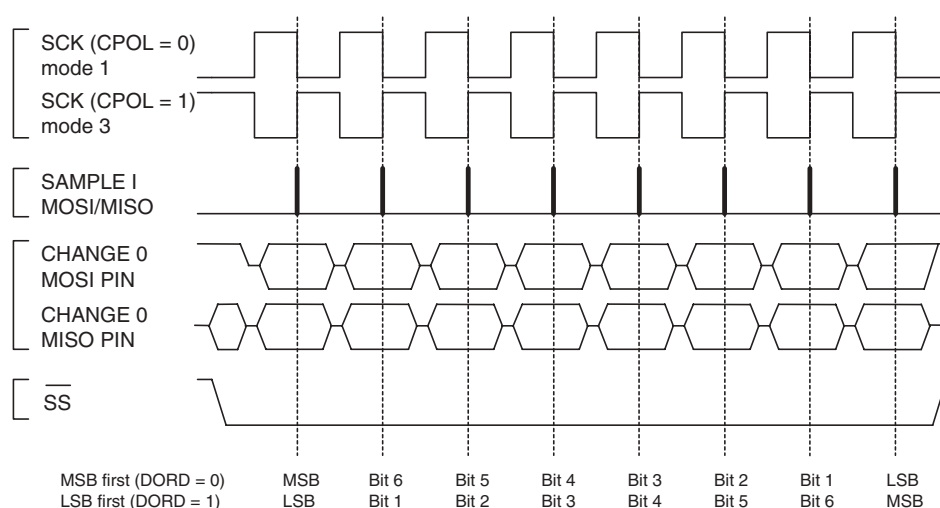 SCK (CPOL = 0)
mode 1
SCK (CPOL = 1)
mode 3
SAMPLE I
MOSI/MISO
CHANGE 0
MOSI PIN
CHANGE 0
MISO PIN
SS
MSB first (DORD = 0) MSB Bit 6 Bit 5 Bit 4 Bit 3 Bit 2 Bit 1 LSB
LSB first (DORD = 1) LSB Bit 1 Bit 2 Bit 3 Bit 4 Bit 5 Bit 6 MSB